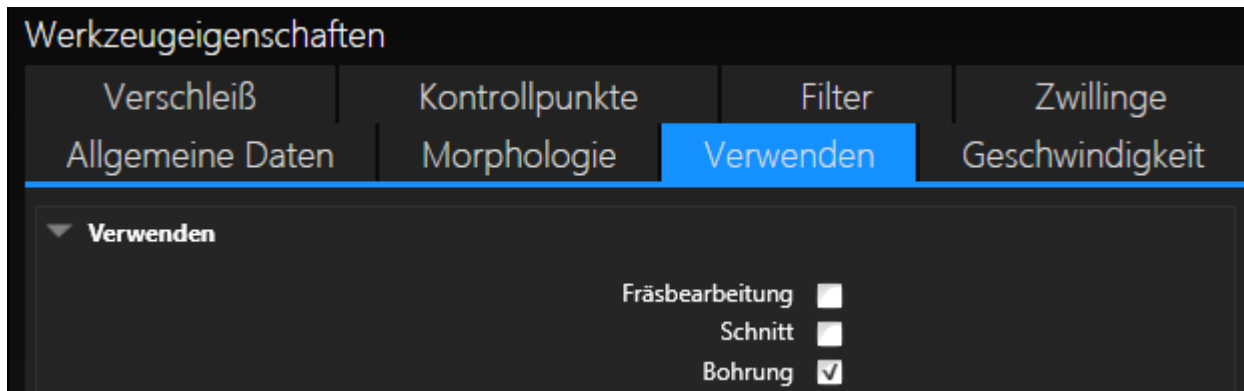 Werkzeugeigenschaften
Verschleiß Kontrollpunkte Filter Zwillinge
Allgemeine Daten Morphologie Verwenden Geschwindigkeit
Verwenden
Fräsbearbeitung
Schnitt
Bohrung